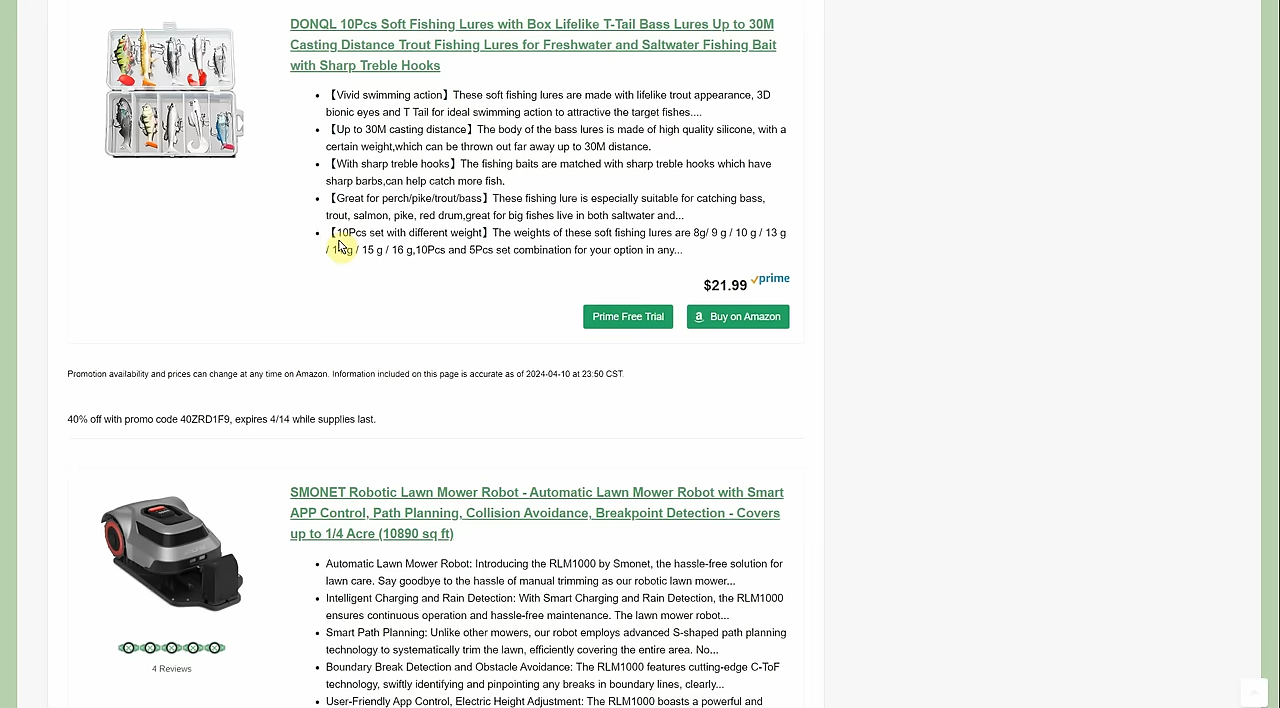 DONQL 10Pcs Soft Fishing Lures with Box Lifelike T-Tail Bass Lures Up to 30M
Casting Distance Trout Fishing Lures for Freshwater and Saltwater Fishing Bait
with Sharp Treble Hooks
• 【Vivid swimming action】These soft fishing lures are made with lifelike trout appearance, 3D
bionic eyes and T Tail for ideal swimming action to attractive the target fishes....
• 【Up to 30M casting distance】The body of the bass lures is made of high quality silicone, with a
certain weight,which can be thrown out far away up to 30M distance.
• 【With sharp treble hooks】The fishing baits are matched with sharp treble hooks which have
sharp barbs,can help catch more fish.
• 【Great for perch/pike/trout/bass】These fishing lure is especially suitable for catching bass,
trout, salmon, pike, red drum,great for big fishes live in both saltwater and...
• 【10Pcs set with different weight】The weights of these soft fishing lures are 8g/ 9 g / 10 g / 13 g
/ g / 15 g / 16 g,10Pcs and 5Pcs set combination for your option in any...
$21.99 prime
Prime Free Trial
Buy on Amazon
Promotion availability and prices can change at any time on Amazon. Information included on this page is accurate as of 2024-04-10 at 23:50 CST.
40% off with promo code 40ZRD1F9, expires 4/14 while supplies last.
SMONET Robotic Lawn Mower Robot - Automatic Lawn Mower Robot with Smart
APP Control, Path Planning, Collision Avoidance, Breakpoint Detection - Covers
up to 1/4 Acre (10890 sq ft)
• Automatic Lawn Mower Robot: Introducing the RLM1000 by Smonet, the hassle-free solution for
lawn care. Say goodbye to the hassle of manual trimming as our robotic lawn mower...
• Intelligent Charging and Rain Detection: With Smart Charging and Rain Detection, the RLM1000
ensures continuous operation and hassle-free maintenance. The lawn mower robot...
• Smart Path Planning: Unlike other mowers, our robot employs advanced S-shaped path planning
technology to systematically trim the lawn, efficiently covering the entire area. No...
• Boundary Break Detection and Obstacle Avoidance: The RLM1000 features cutting-edge C-ToF
technology, swiftly identifying and pinpointing any breaks in boundary lines, clearly...
• User-Friendly App Control, Electric Height Adjustment: The RLM1000 boasts a powerful and
4 Reviews